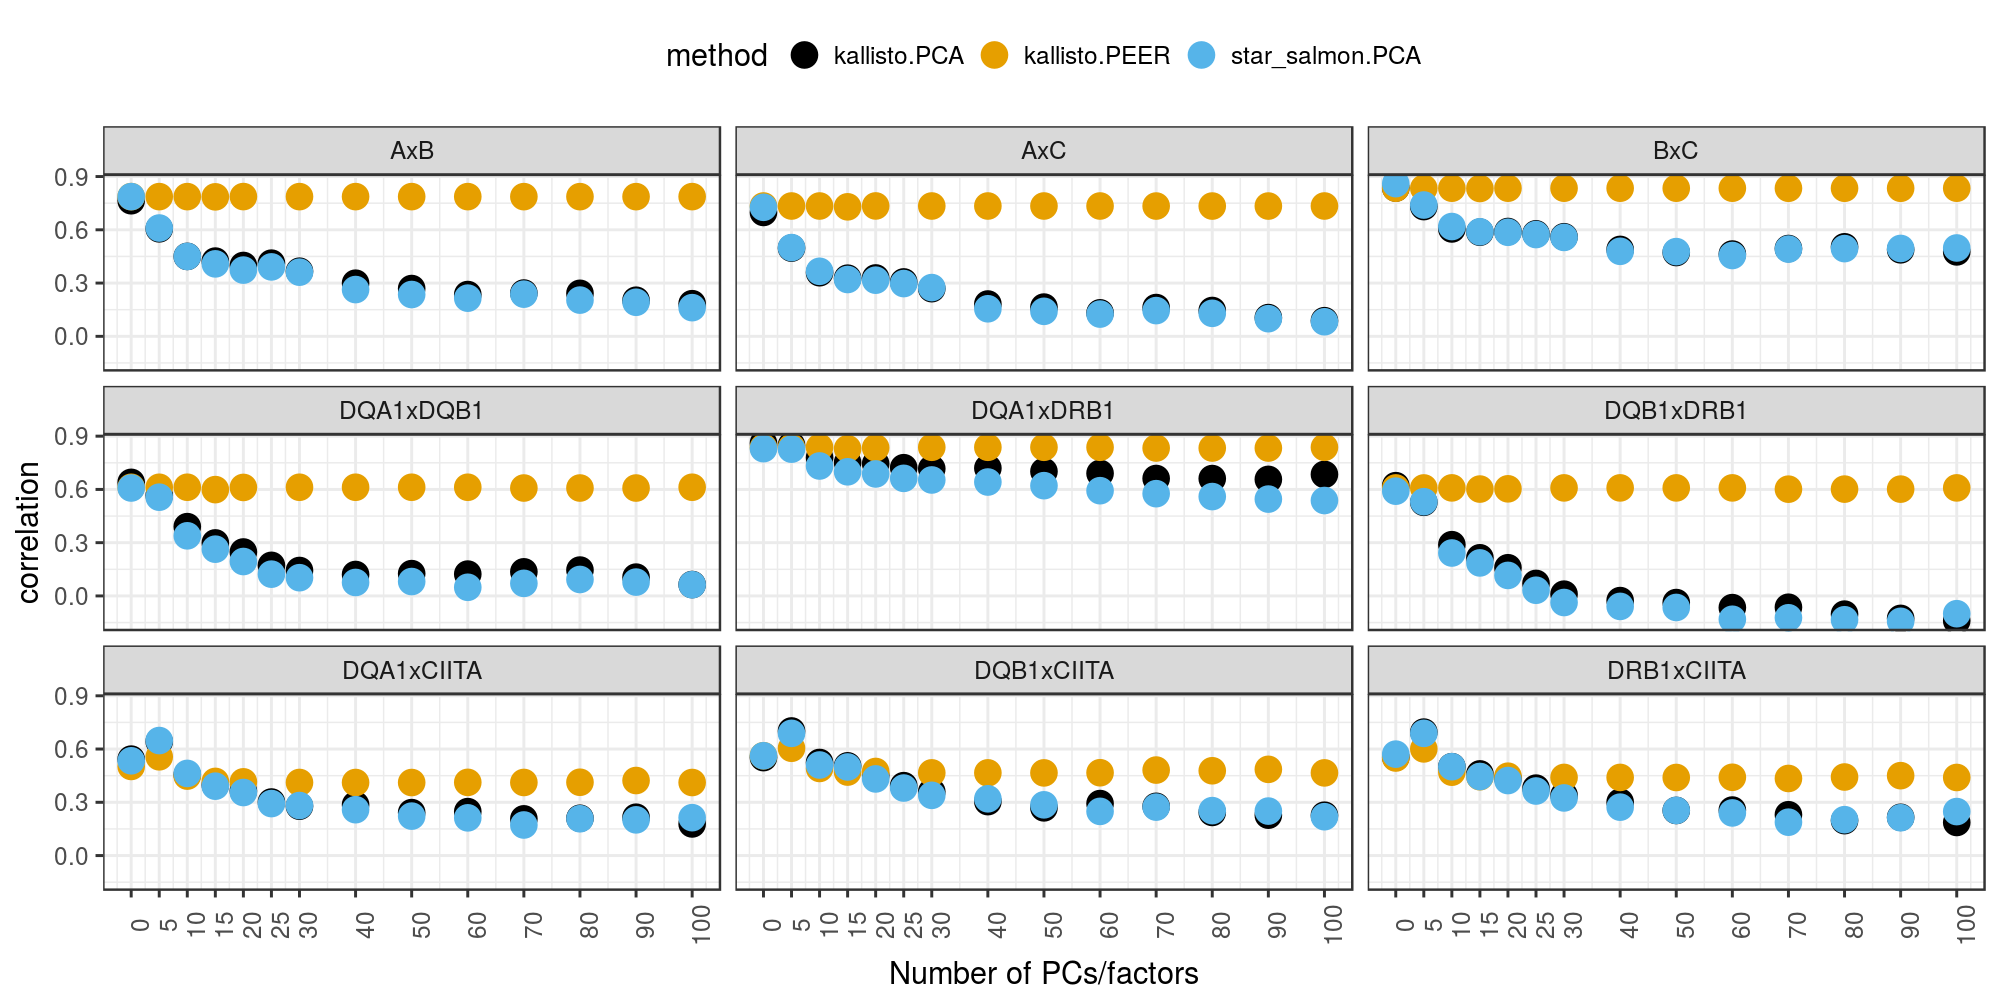 method kallisto.PCA kallisto.PEER star_salmon.PCA
AxB AxC BxC
0.9
0.6
0.3
0.0
DQA1xDQB1 DQA1xDRB1 DQB1xDRB1
0.9
0.6
0.3
0.0
correlation
DQA1xCIITA DQB1xCIITA DRB1xCIITA
0.9
0.6
0.3
0.0
0 5 10 15 20 25 30 40 50 60 70 80 90 100 0 5 10 15 20 25 30 40 50 60 70 80 90 100 0 5 10 15 20 25 30 40 50 60 70 80 90 100
Number of PCs/factors